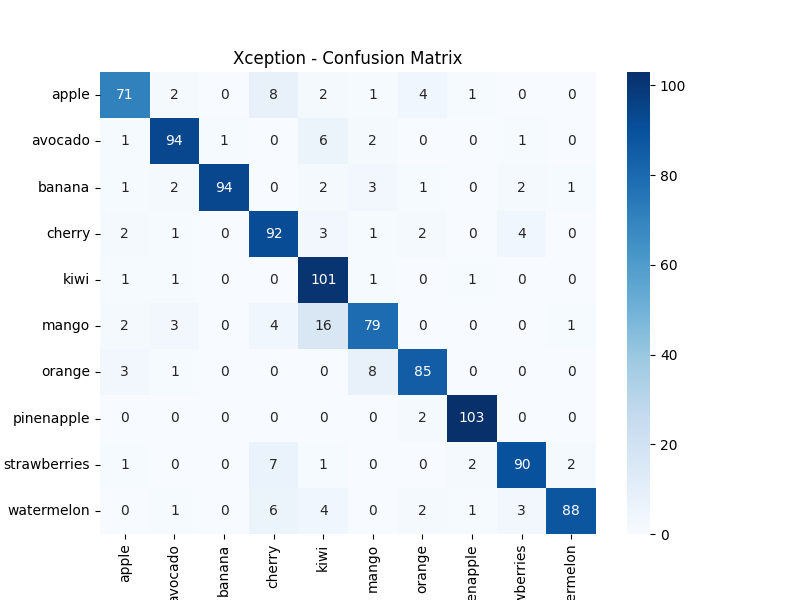 Xception - Confusion Matrix
apple 71 2 0 8 2 1 4 1 0 0
avocado 1 94 1 0 6 2 0 0 1 0
banana 1 2 94 0 2 3 1 0 2 1
cherry 2 1 0 92 3 1 2 0 4 0
kiwi 1 1 0 0 101 1 0 1 0 0
mango 2 3 0 4 16 79 0 0 0 1
orange 3 1 0 0 0 8 85 0 0 0
pinenapple 0 0 0 0 0 0 2 103 0 0
strawberries 1 0 0 7 1 0 0 2 90 2
watermelon 0 1 0 6 4 0 2 1 3 88
apple
avocado
banana
cherry
kiwi
mango
orange
enapple
wberries
ermelon
100
80
60
40
20
0